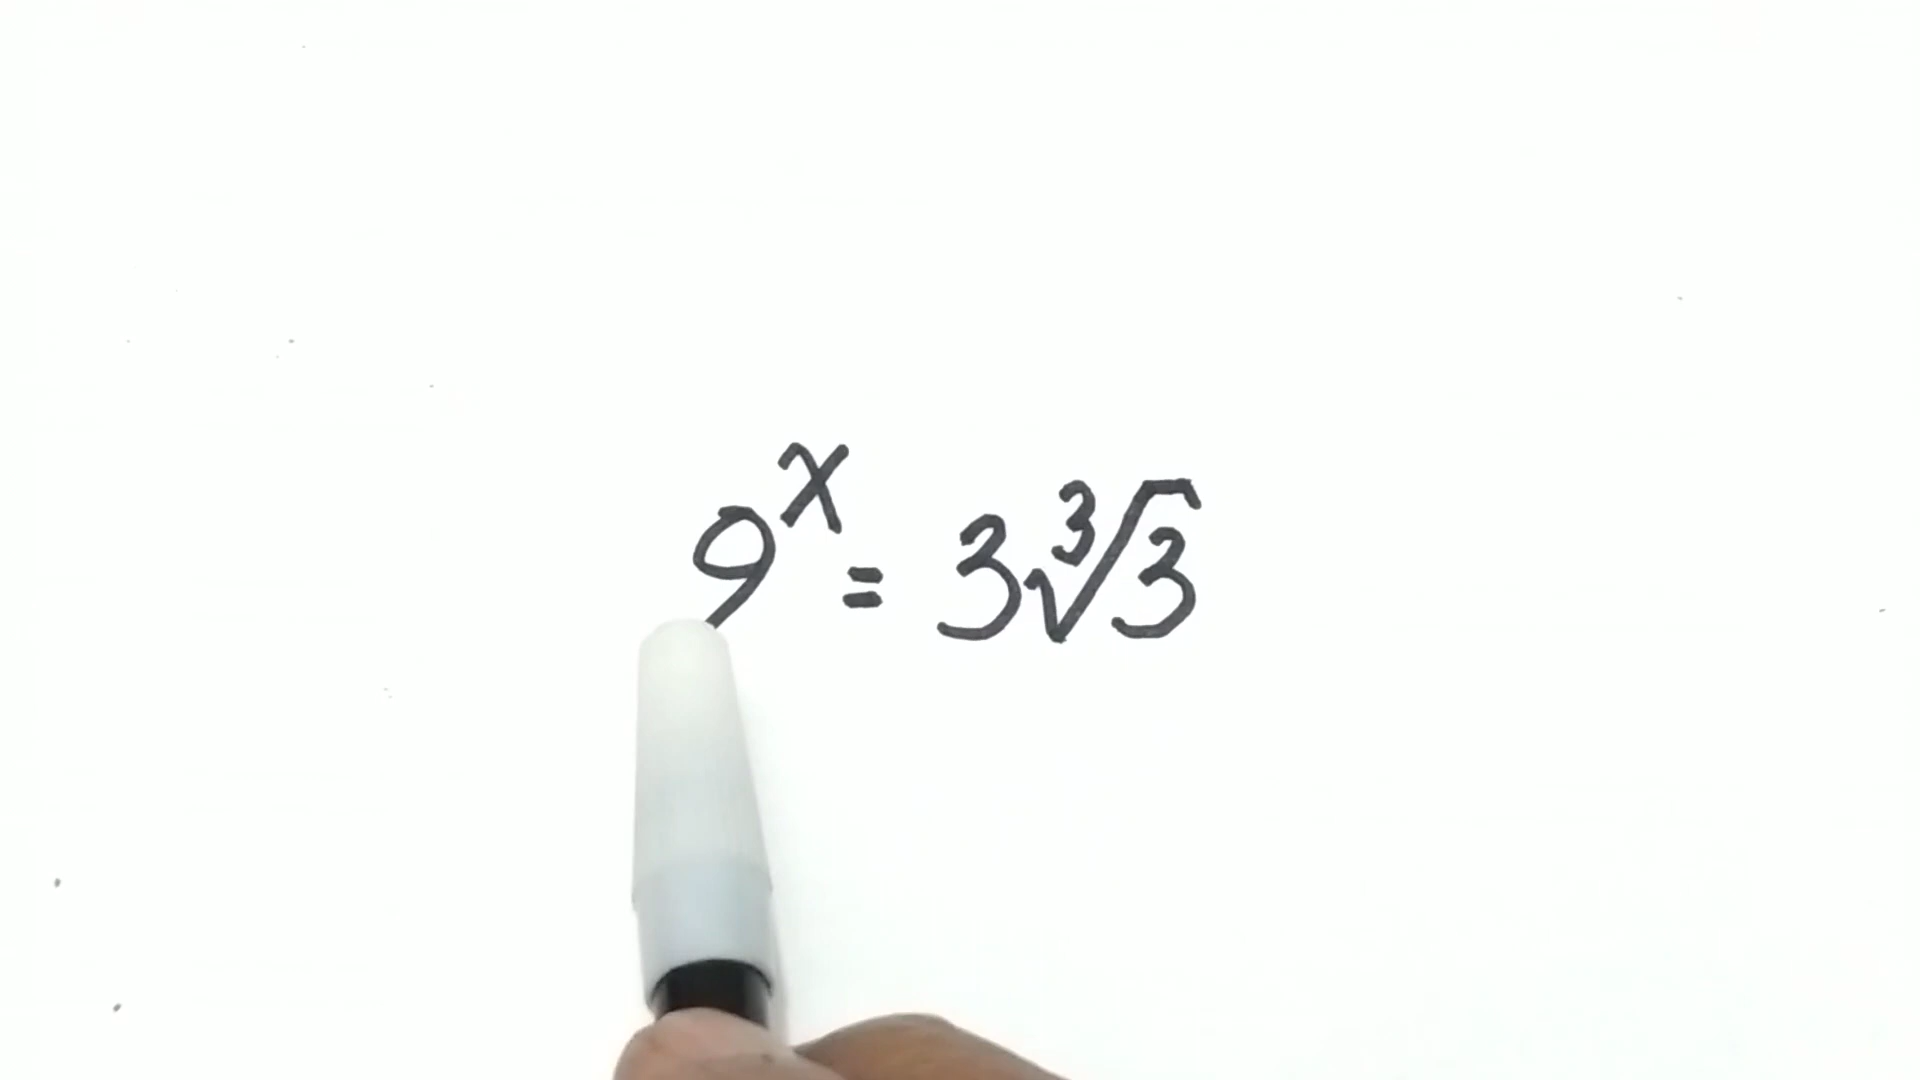 9^x = 3∛3